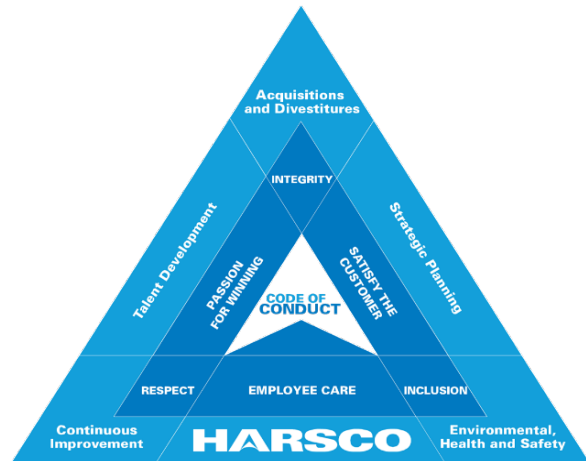 Acquisitions
and Divestitures
INTEGRITY
Talent Development
PASSION
FOR WINNING
SATISFY THE
CUSTOMER
Strategic Planning
CODE OF
CONDUCT
RESPECT
EMPLOYEE CARE
INCLUSION
Continuous
Improvement
HARSCO
Environmental,
Health and Safety